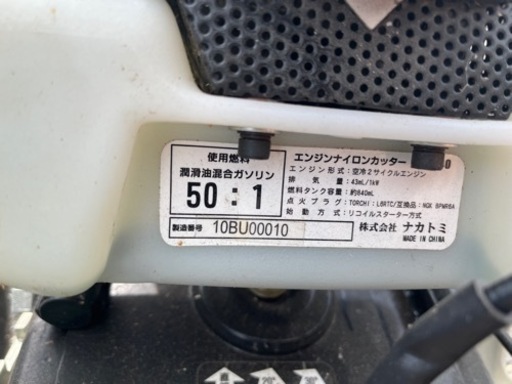 使用燃料
潤滑油混合ガソリン
50:1
製造番号 10BU00010
エンジンナイロンカッター
エンジン形式：空冷2サイクルエンジン
排気量：43mL/1kW
燃料タンク容量：約840mL
点火プラグ：TORCH：L8RTC/互換品：NGK BPMR8A
始動方式：リコイルスターター方式
株式会社 ナカトミ
MADE IN CHINA